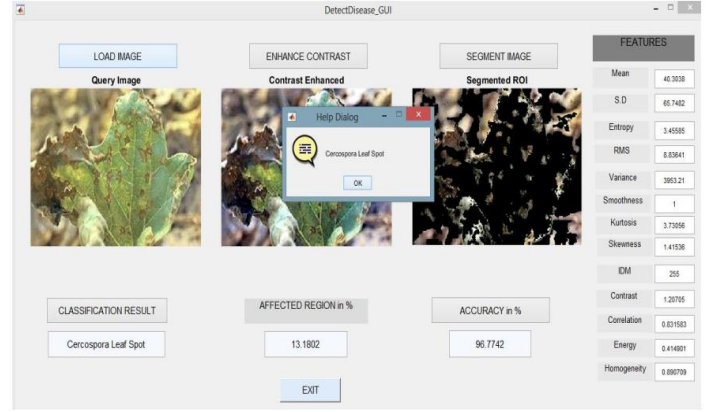 DetectDisease_GUI
LOAD IMAGE
ENHANCE CONTRAST
SEGMENT IMAGE
Query Image
Contrast Enhanced
Segmented ROI
Help Dialog
Cercospora Leaf Spot
OK
CLASSIFICATION RESULT
AFFECTED REGION in %
ACCURACY in %
Cercospora Leaf Spot
13.1802
96.7742
EXIT
FEATURES
Mean 40.3038
S.D 65.7482
Entropy 3.45585
RMS 8.83641
Variance 3953.21
Smoothness 1
Kurtosis 3.73056
Skewness 1.41536
IDM 255
Contrast 1.20705
Correlation 0.831583
Energy 0.414901
Homogeneity 0.890709